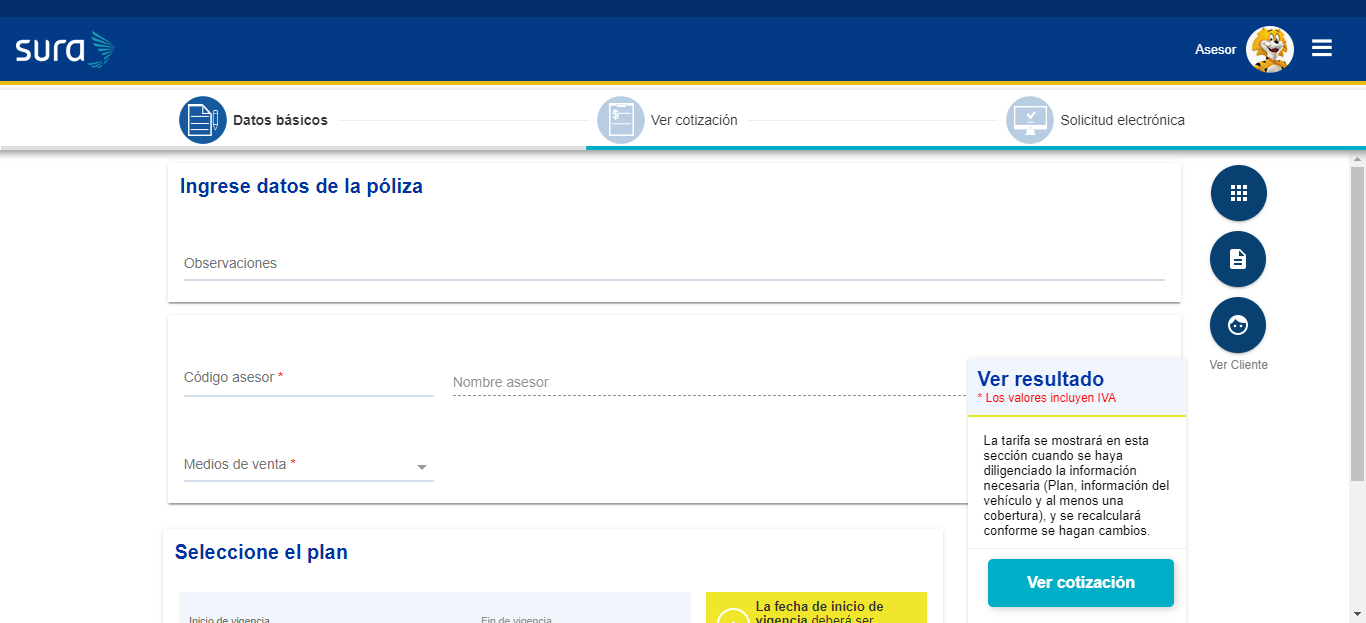 sura
Asesor
Datos básicos
Ver cotización
Solicitud electrónica
Ingrese datos de la póliza
Observaciones
Ver Cliente
Código asesor *
Nombre asesor
Medios de venta *
Ver resultado
* Los valores incluyen IVA
La tarifa se mostrará en esta
sección cuando se haya
diligenciado la información
necesaria (Plan, información del
vehículo y al menos una
cobertura), y se recalculará
conforme se hagan cambios.
Ver cotización
Seleccione el plan
Inicio de vigencia
Fin de vigencia
La fecha de inicio de
vigencia deberá ser